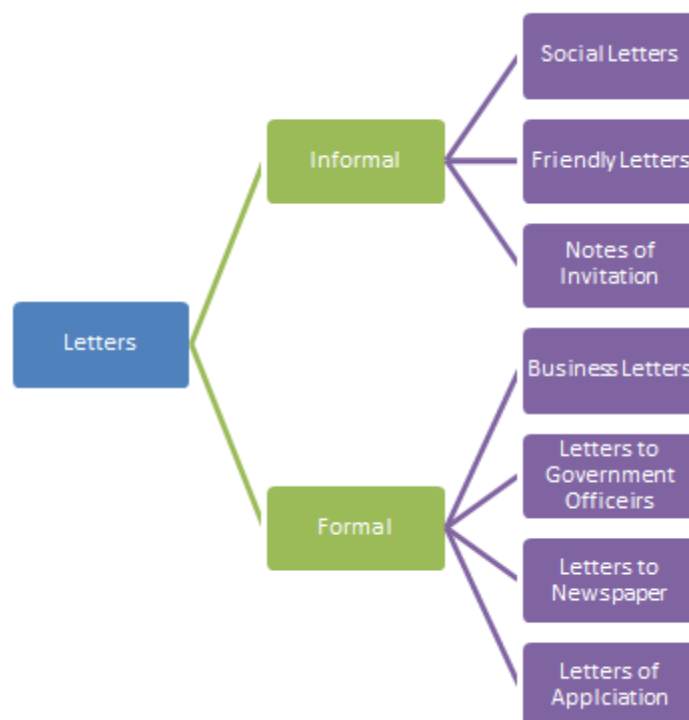 Social Letters
Informal
Friendly Letters
Notes of
Invitation
Letters
Business Letters
Letters to
Government
Officeirs
Formal
Letters to
Newspaper
Letters of
Applciation